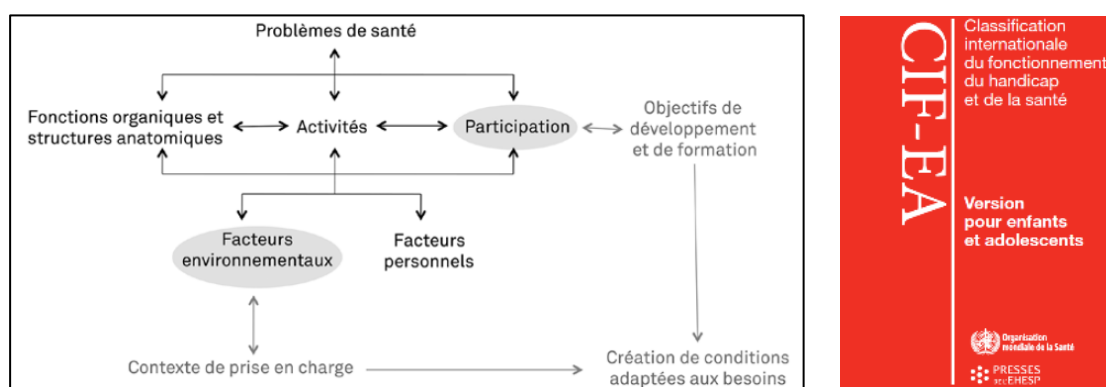 Problèmes de santé
Fonctions organiques et
structures anatomiques
Activités
Participation
Objectifs de
développement
et de formation
Facteurs
environnementaux
Facteurs
personnels
Contexte de prise en charge
Création de conditions
adaptées aux besoins
CIF-EA
Classification
internationale
du fonctionnement
du handicap
et de la santé
Version
pour enfants
et adolescents
Organisation
mondiale de la Santé
PRESSES
DE L'EHESP